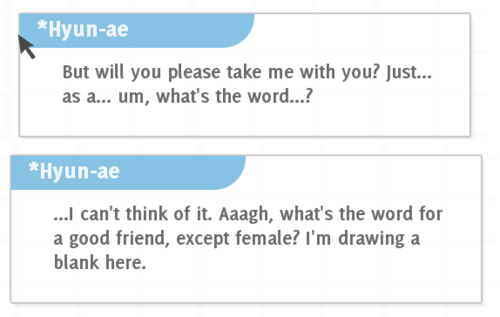 *Hyun-ae
But will you please take me with you? Just...
as a... um, what's the word...?
*Hyun-ae
...I can't think of it. Aaagh, what's the word for
a good friend, except female? I'm drawing a
blank here.